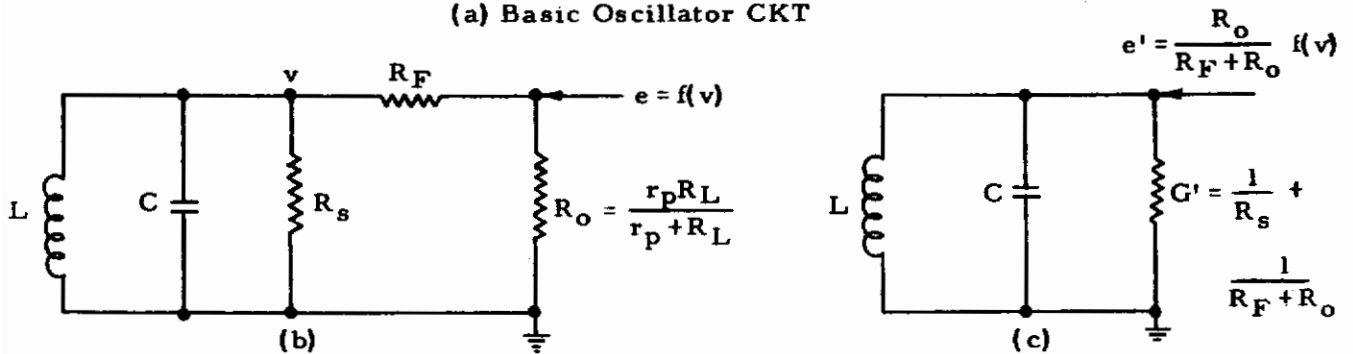 (a) Basic Oscillator CKT
v
R_F
e = f(v)
L
C
R_s
R_o = r_p R_L / r_p + R_L
(b)
e' = R_o / R_F + R_o f(v)
L
C
G' = 1 / R_s +
1 / R_F + R_o
(c)